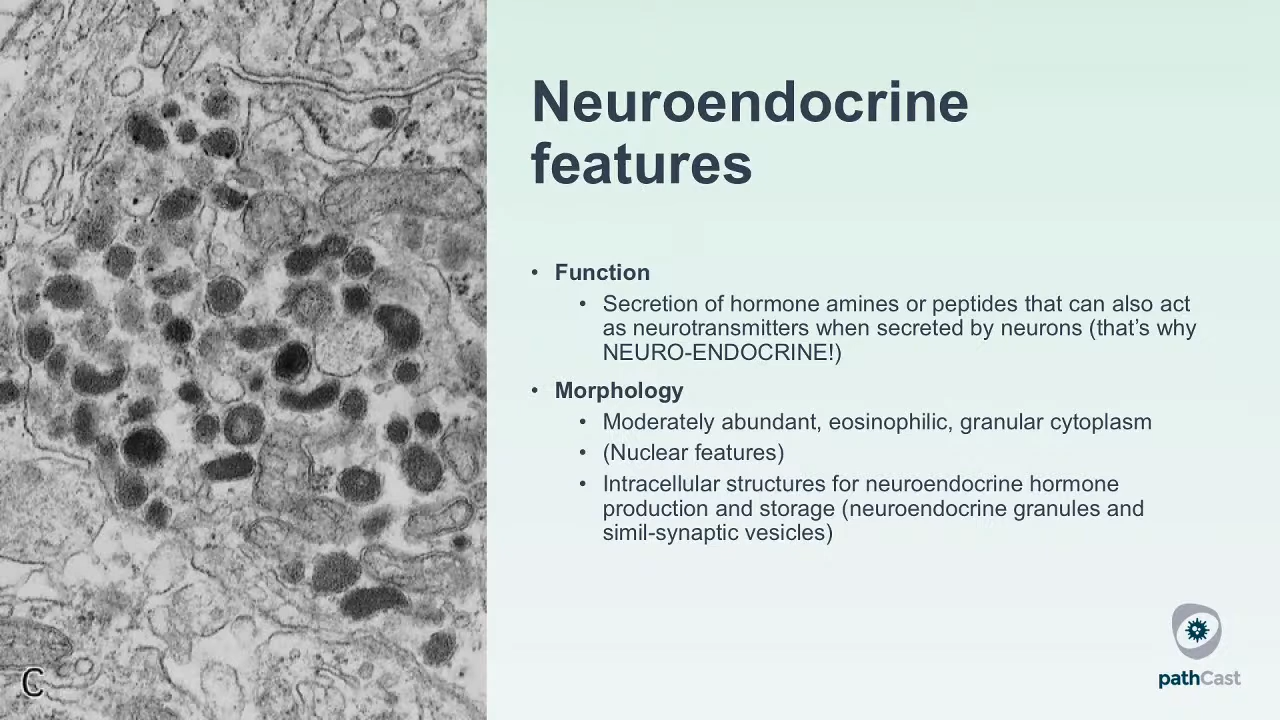 Neuroendocrine
features
• Function
• Secretion of hormone amines or peptides that can also act
as neurotransmitters when secreted by neurons (that's why
NEURO-ENDOCRINE!)
• Morphology
• Moderately abundant, eosinophilic, granular cytoplasm
• (Nuclear features)
• Intracellular structures for neuroendocrine hormone
production and storage (neuroendocrine granules and
simil-synaptic vesicles)
C
pathCast